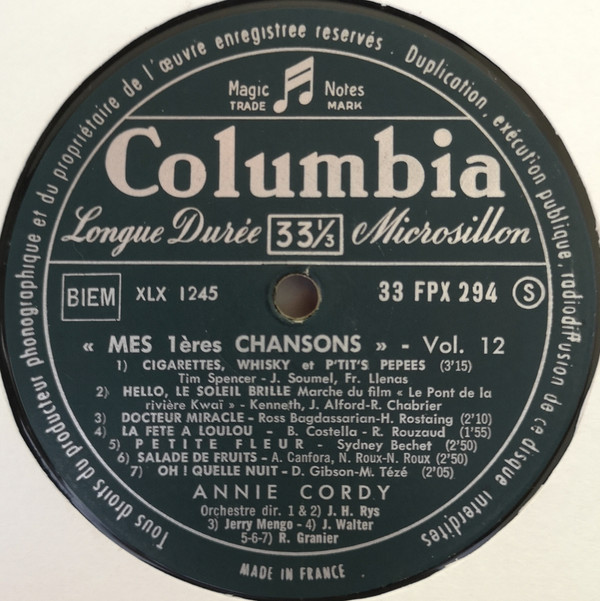 Tous droits du producteur phonographique et du propriétaire de l'œuvre enregistree reservés. Duplication, exécution publique, radiodiffusion de ce disque interdites
Magic Notes
TRADE MARK
Columbia
Longue Durée 33⅓ Microsillon
BIEM XLX 1245 33 FPX 294 S
« MES 1ères CHANSONS » - Vol. 12
1) CIGARETTES, WHISKY et P'TIT'S PEPEES (3'15)
Tim Spencer - J. Soumel, Fr. Llenas
2) HELLO, LE SOLEIL BRILLE Marche du film « Le Pont de la
rivière Kwaï » - Kenneth, J. Alford-R. Chabrier
3) DOCTEUR MIRACLE - Ross Bagdassarian-H. Rostaing (2'10)
4) LA FETE A LOULOU - B. Costella - R. Rouzaud (1'55)
5) PETITE FLEUR - Sydney Bechet (2'50)
6) SALADE DE FRUITS - A. Canfora, N. Roux-N. Roux (2'50)
7) OH ! QUELLE NUIT - D. Gibson-M. Tézé (2'05)
ANNIE CORDY
Orchestre dir. 1 & 2) J. H. Rys
3) Jerry Mengo - 4) J. Walter
5-6-7) R. Granier
MADE IN FRANCE